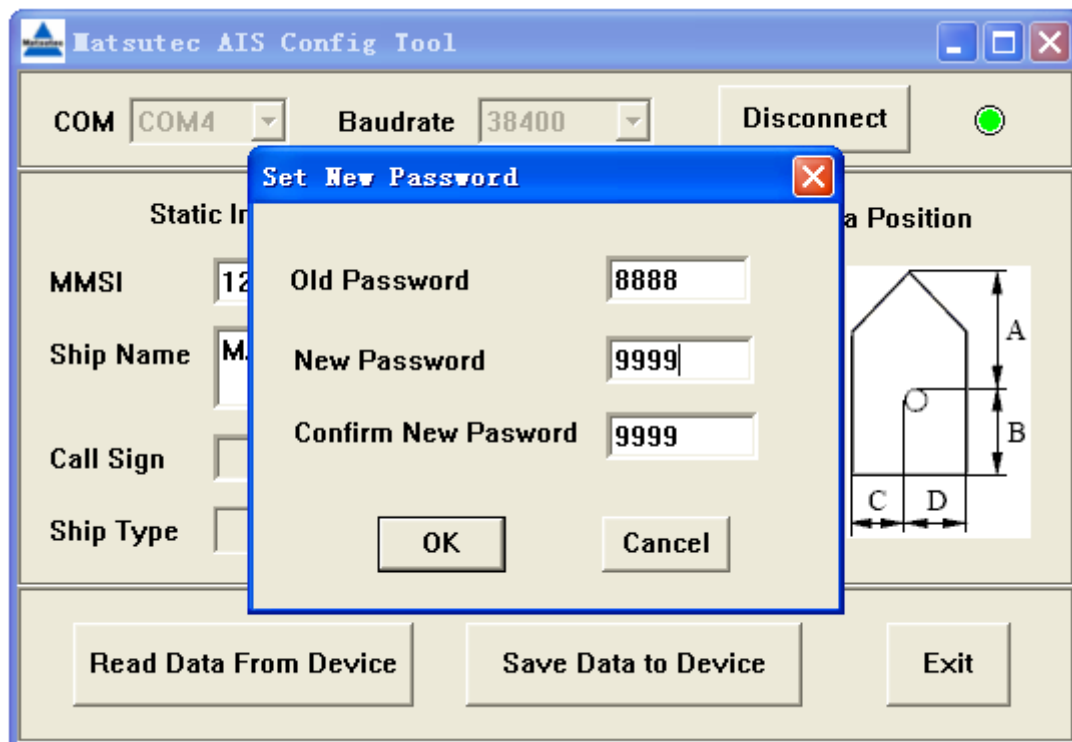 Matsutec AIS Config Tool
COM COM4 Baudrate 38400 Disconnect
Set New Password
Static In
a Position
MMSI 12
Old Password 8888
Ship Name M.
New Password 9999
Confirm New Pasword 9999
Call Sign
Ship Type
OK Cancel
A
B
C D
Read Data From Device Save Data to Device Exit